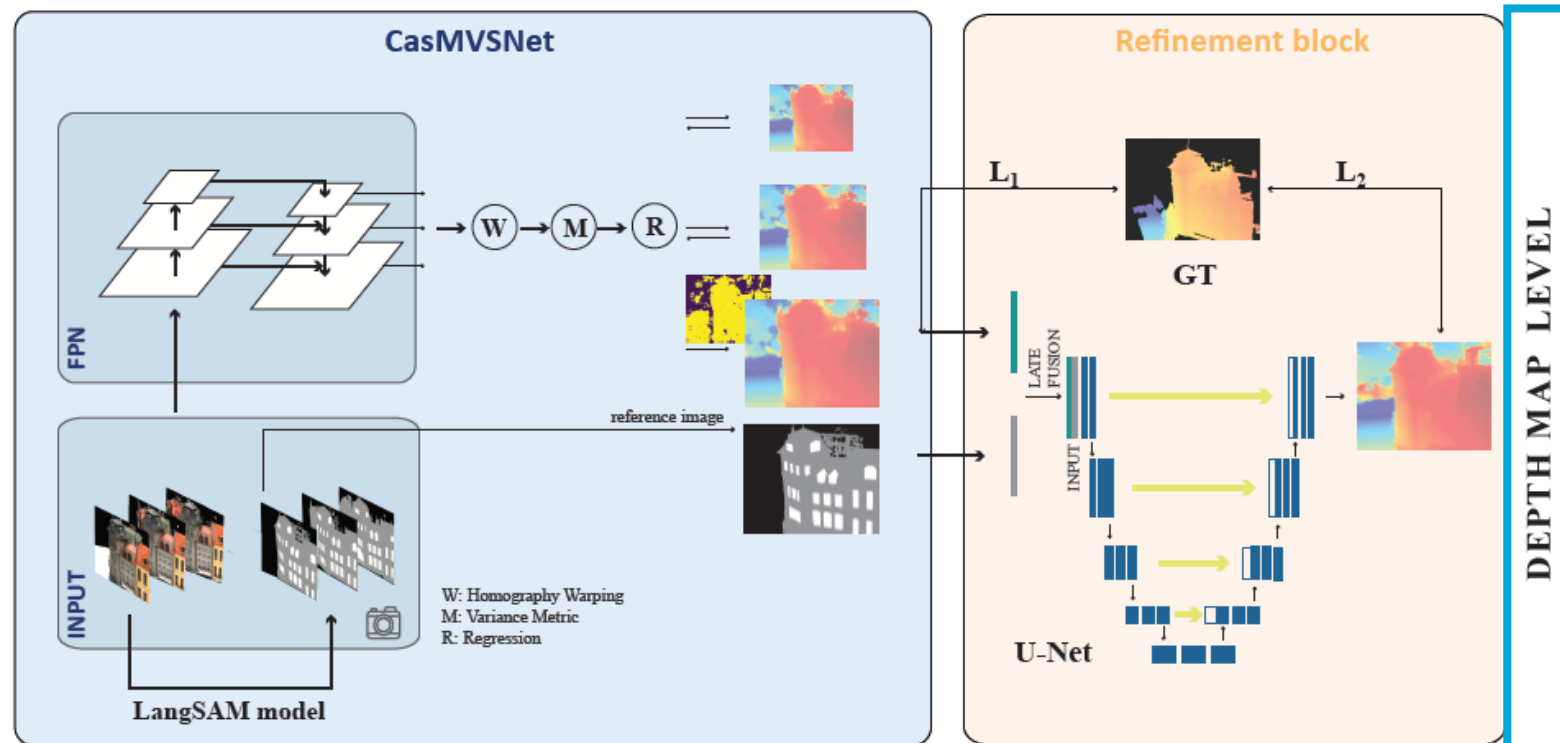 CasMVSNet
Refinement block
FPN
W
M
R
L1
L2
GT
LATE
FUSION
INPUT
U-Net
reference image
INPUT
W: Homography Warping
M: Variance Metric
R: Regression
LangSAM model
DEPTH MAP LEVEL